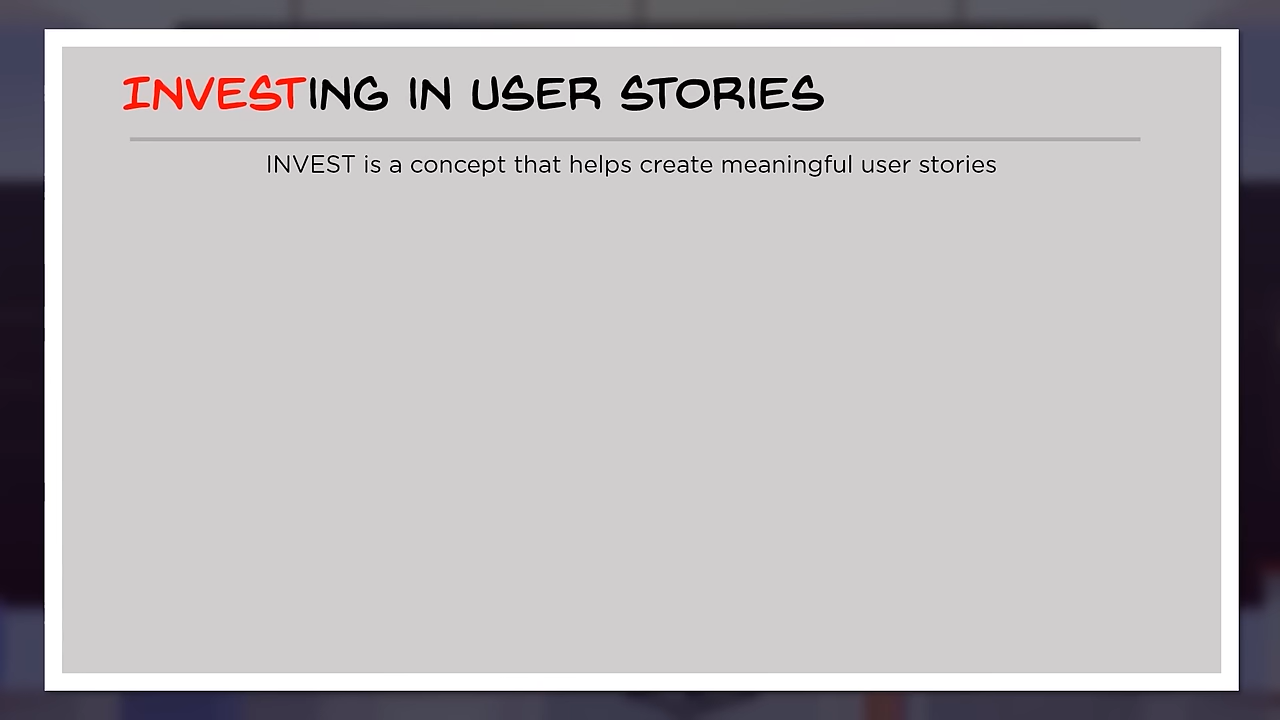 INVESTING IN USER STORIES
INVEST is a concept that helps create meaningful user stories